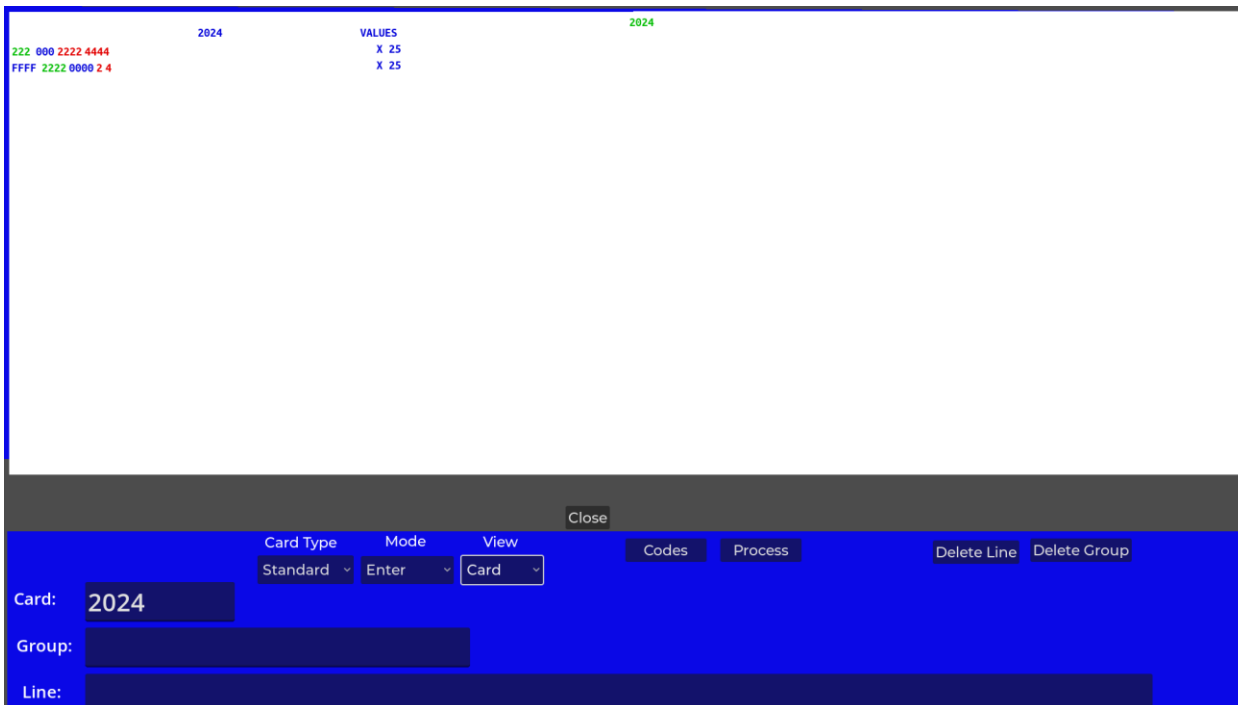 2024
2024 VALUES
222 000 2222 4444 X 25
FFFF 2222 0000 2 4 X 25
Close
Card Type Mode View
Codes Process Delete Line Delete Group
Standard Enter Card
Card: 2024
Group:
Line: